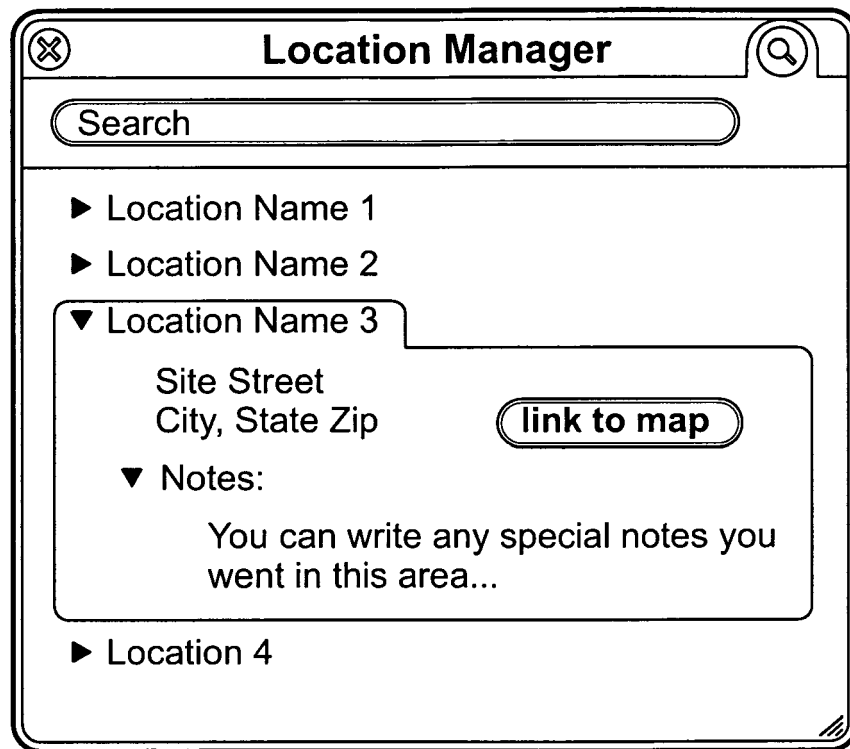 Location Manager
Search
Location Name 1
Location Name 2
Location Name 3
Site Street
City, State Zip
link to map
Notes:
You can write any special notes you
went in this area...
Location 4